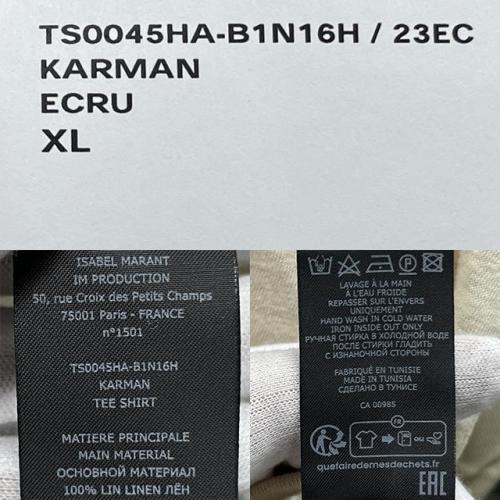 TS0045HA-B1N16H / 23EC
KARMAN
ECRU
XL
ISABEL MARANT
IM PRODUCTION
50, rue Croix des Petits Champs
75001 Paris - FRANCE
n°1501
TS0045HA-B1N16H
KARMAN
TEE SHIRT
MATIERE PRINCIPALE
MAIN MATERIAL
ОСНОВНОЙ МАТЕРИАЛ
100% LIN LINEN ЛЁН
LAVAGE À LA MAIN
À L'EAU FROIDE
REPASSER SUR L'ENVERS
UNIQUEMENT
HAND WASH IN COLD WATER
IRON INSIDE OUT ONLY
РУЧНАЯ СТИРКА В ХОЛОДНОЙ ВОДЕ
ПОСЛЕ СТИРКИ ГЛАДИТЬ
С ИЗНАНОЧНОЙ СТОРОНЫ
FABRIQUÉ EN TUNISIE
MADE IN TUNISIA
СДЕЛАНО В ТУНИСЕ
CA 00985
FR
OU
quefairedemesdechets.fr
EAC